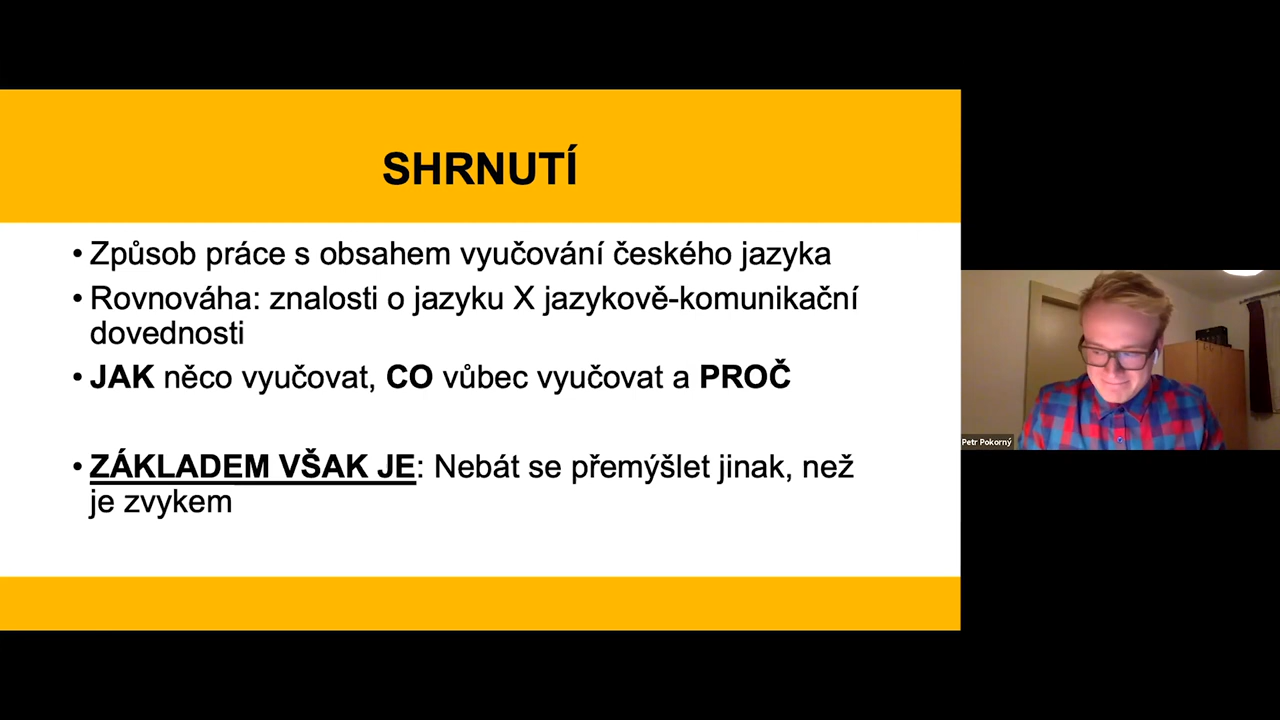 SHRNUTÍ
• Způsob práce s obsahem vyučování českého jazyka
• Rovnováha: znalosti o jazyku X jazykově-komunikační
dovednosti
• JAK něco vyučovat, CO vůbec vyučovat a PROČ
• ZÁKLADEM VŠAK JE: Nebát se přemýšlet jinak, než
je zvykem
Petr Pokorný